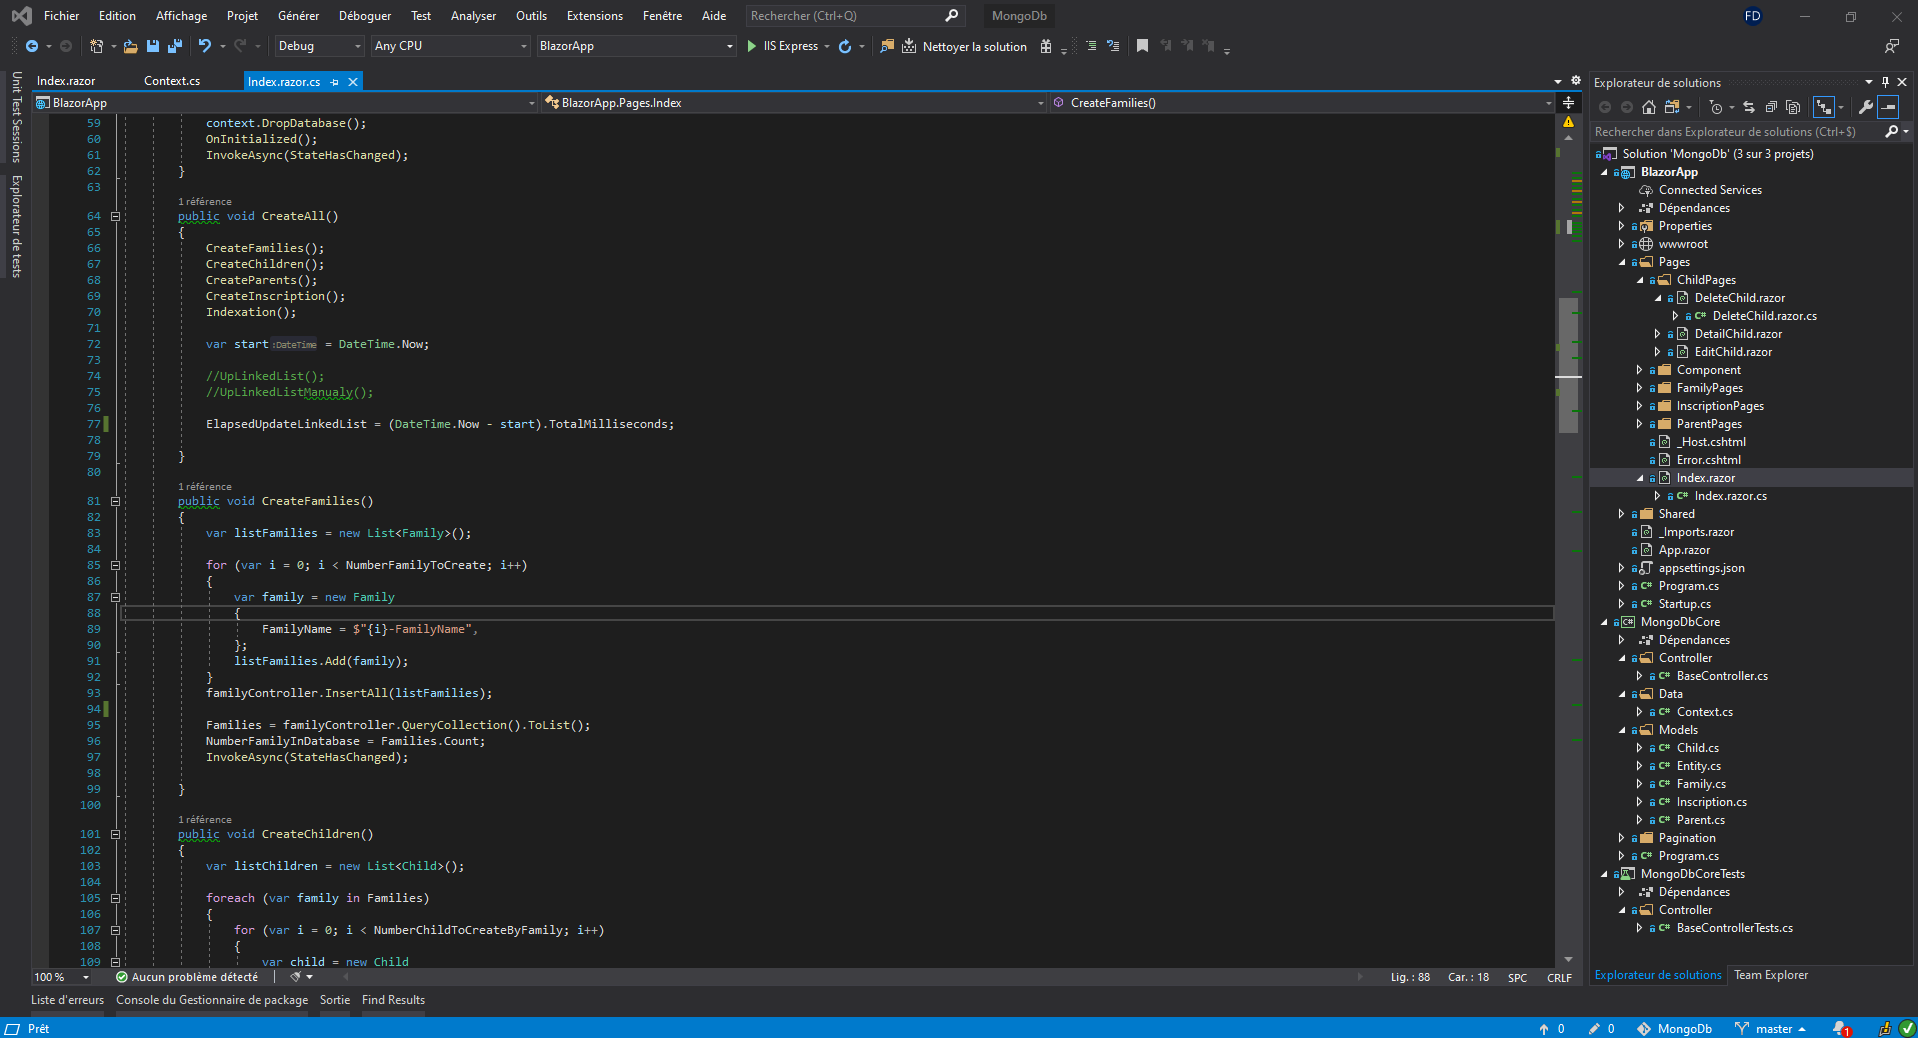 Fichier Edition Affichage Projet Générer Déboguer Test Analyser Outils Extensions Fenêtre Aide Rechercher (Ctrl+Q) MongoDb FD
Debug Any CPU BlazorApp IIS Express Nettoyer la solution
Unit Test Sessions
Explorateur de tests
Index.razor Context.cs Index.razor.cs
BlazorApp BlazorApp.Pages.Index CreateFamilies()
59 context.DropDatabase();
60 OnInitialized();
61 InvokeAsync(StateHasChanged);
62 }
63
1 référence
64 public void CreateAll()
65 {
66 CreateFamilies();
67 CreateChildren();
68 CreateParents();
69 CreateInscription();
70 Indexation();
71
72 var start :DateTime = DateTime.Now;
73
74 //UpLinkedList();
75 //UpLinkedListManualy();
76
77 ElapsedUpdateLinkedList = (DateTime.Now - start).TotalMilliseconds;
78
79 }
80
1 référence
81 public void CreateFamilies()
82 {
83 var listFamilies = new List<Family>();
84
85 for (var i = 0; i < NumberFamilyToCreate; i++)
86 {
87 var family = new Family
88 {
89 FamilyName = $"{i}-FamilyName",
90 };
91 listFamilies.Add(family);
92 }
93 familyController.InsertAll(listFamilies);
94
95 Families = familyController.QueryCollection().ToList();
96 NumberFamilyInDatabase = Families.Count;
97 InvokeAsync(StateHasChanged);
98
99 }
100
1 référence
101 public void CreateChildren()
102 {
103 var listChildren = new List<Child>();
104
105 foreach (var family in Families)
106 {
107 for (var i = 0; i < NumberChildToCreateByFamily; i++)
108 {
109 var child = new Child
100 % Aucun problème détecté Lig. : 88 Car. : 18 SPC CRLF
Explorateur de solutions
Rechercher dans Explorateur de solutions (Ctrl+$)
Solution 'MongoDb' (3 sur 3 projets)
BlazorApp
Connected Services
Dépendances
Properties
wwwroot
Pages
ChildPages
DeleteChild.razor
C# DeleteChild.razor.cs
DetailChild.razor
EditChild.razor
Component
FamilyPages
InscriptionPages
ParentPages
_Host.cshtml
Error.cshtml
Index.razor
C# Index.razor.cs
Shared
_Imports.razor
App.razor
appsettings.json
C# Program.cs
C# Startup.cs
C# MongoDbCore
Dépendances
Controller
C# BaseController.cs
Data
C# Context.cs
Models
C# Child.cs
C# Entity.cs
C# Family.cs
C# Inscription.cs
C# Parent.cs
Pagination
C# Program.cs
MongoDbCoreTests
Dépendances
Controller
C# BaseControllerTests.cs
Explorateur de solutions Team Explorer
Liste d'erreurs Console du Gestionnaire de package Sortie Find Results
Prêt 0 0 MongoDb master 1